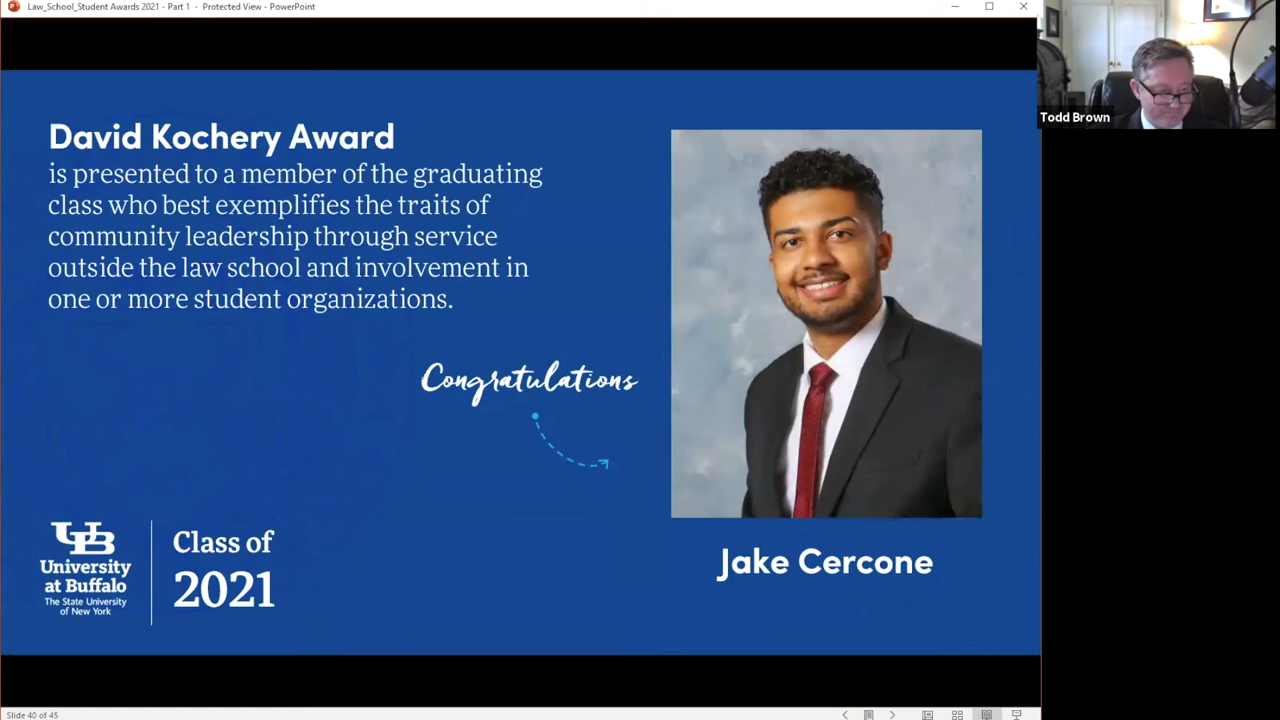 Law_School_Student Awards 2021 - Part 1 - Protected View - PowerPoint
Todd Brown
David Kochery Award
is presented to a member of the graduating
class who best exemplifies the traits of
community leadership through service
outside the law school and involvement in
one or more student organizations.
Congratulations
Jake Cercone
UB
University
at Buffalo
The State University
of New York
Class of
2021
Slide 40 of 45